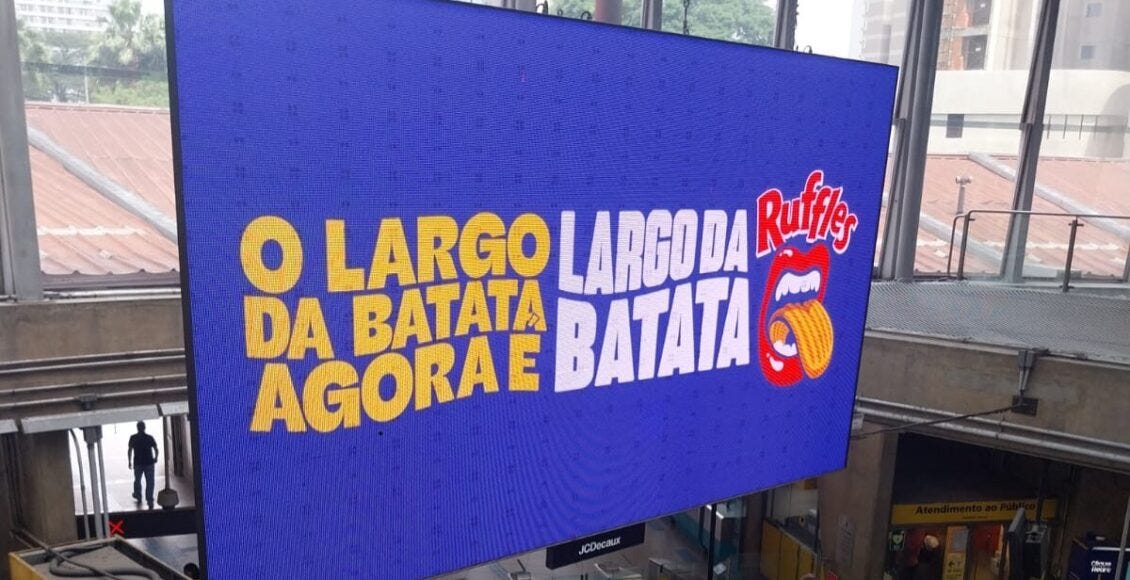 O LARGO
DA BATATA
AGORA É
LARGO DA
BATATA
Ruffles
JCDecaux
Atendimento ao Público